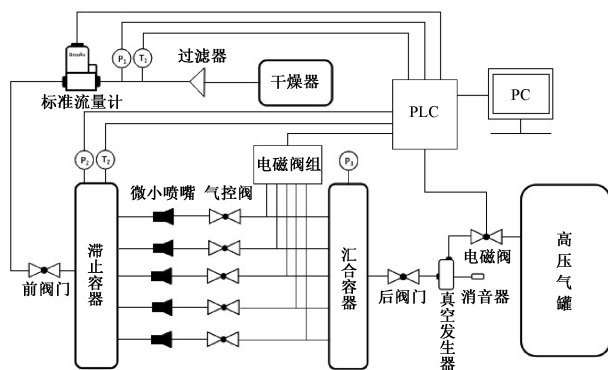 Brooks
P₁
T₁
过滤器
干燥器
标准流量计
PLC
PC
P₂
T₂
电磁阀组
P₃
微小喷嘴
气控阀
滞止容器
汇合容器
前阀门
后阀门
真空发生器
消音器
电磁阀
高压气罐